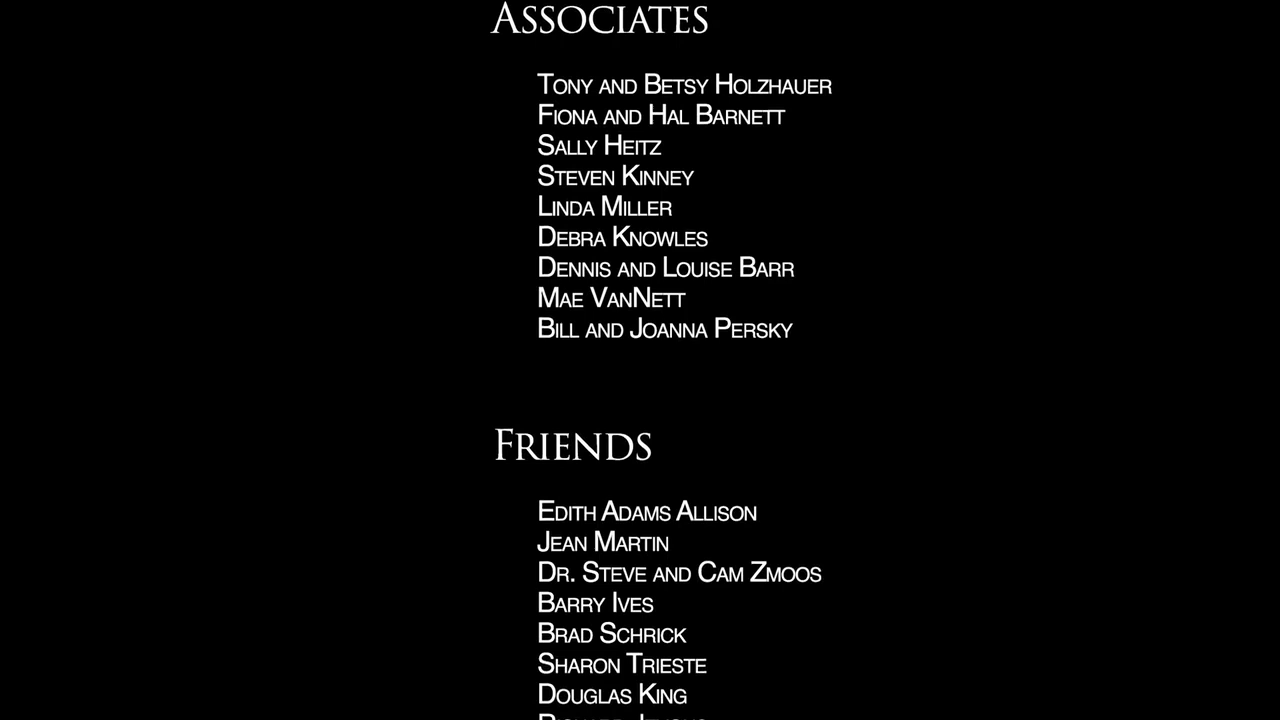 ASSOCIATES
TONY AND BETSY HOLZHAUER
FIONA AND HAL BARNETT
SALLY HEITZ
STEVEN KINNEY
LINDA MILLER
DEBRA KNOWLES
DENNIS AND LOUISE BARR
MAE VANNETT
BILL AND JOANNA PERSKY
FRIENDS
EDITH ADAMS ALLISON
JEAN MARTIN
DR. STEVE AND CAM ZMOOS
BARRY IVES
BRAD SCHRICK
SHARON TRIESTE
DOUGLAS KING